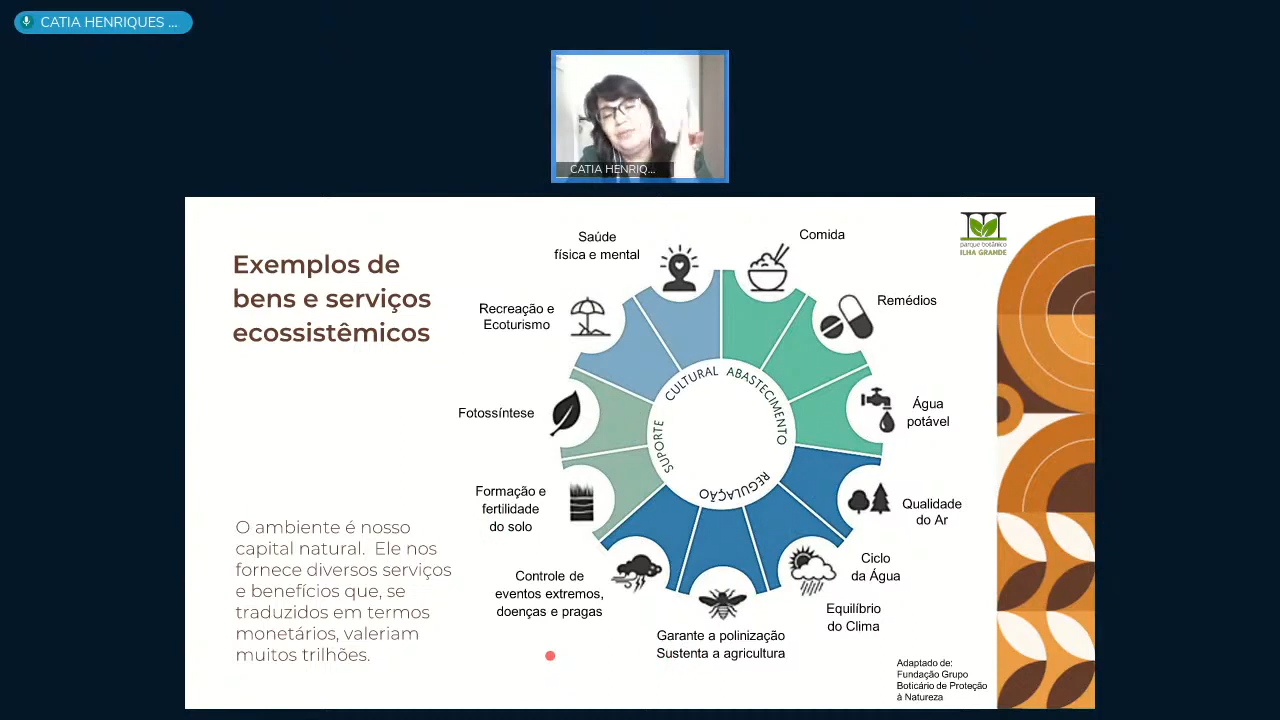 CATIA HENRIQUES ...
CATIA HENRIQ...
Exemplos de
bens e serviços
ecossistêmicos
O ambiente é nosso
capital natural. Ele nos
fornece diversos serviços
e benefícios que, se
traduzidos em termos
monetários, valeriam
muitos trilhões.
Saúde
física e mental
Comida
Recreação e
Ecoturismo
Remédios
Fotossíntese
Água
potável
Formação e
fertilidade
do solo
Qualidade
do Ar
Controle de
eventos extremos,
doenças e pragas
Ciclo
da Água
Equilíbrio
do Clima
Garante a polinização
Sustenta a agricultura
CULTURAL
ABASTECIMENTO
SUPORTE
REGULAÇÃO
parque botânico
ILHA GRANDE
Adaptado de:
Fundação Grupo
Boticário de Proteção
à Natureza